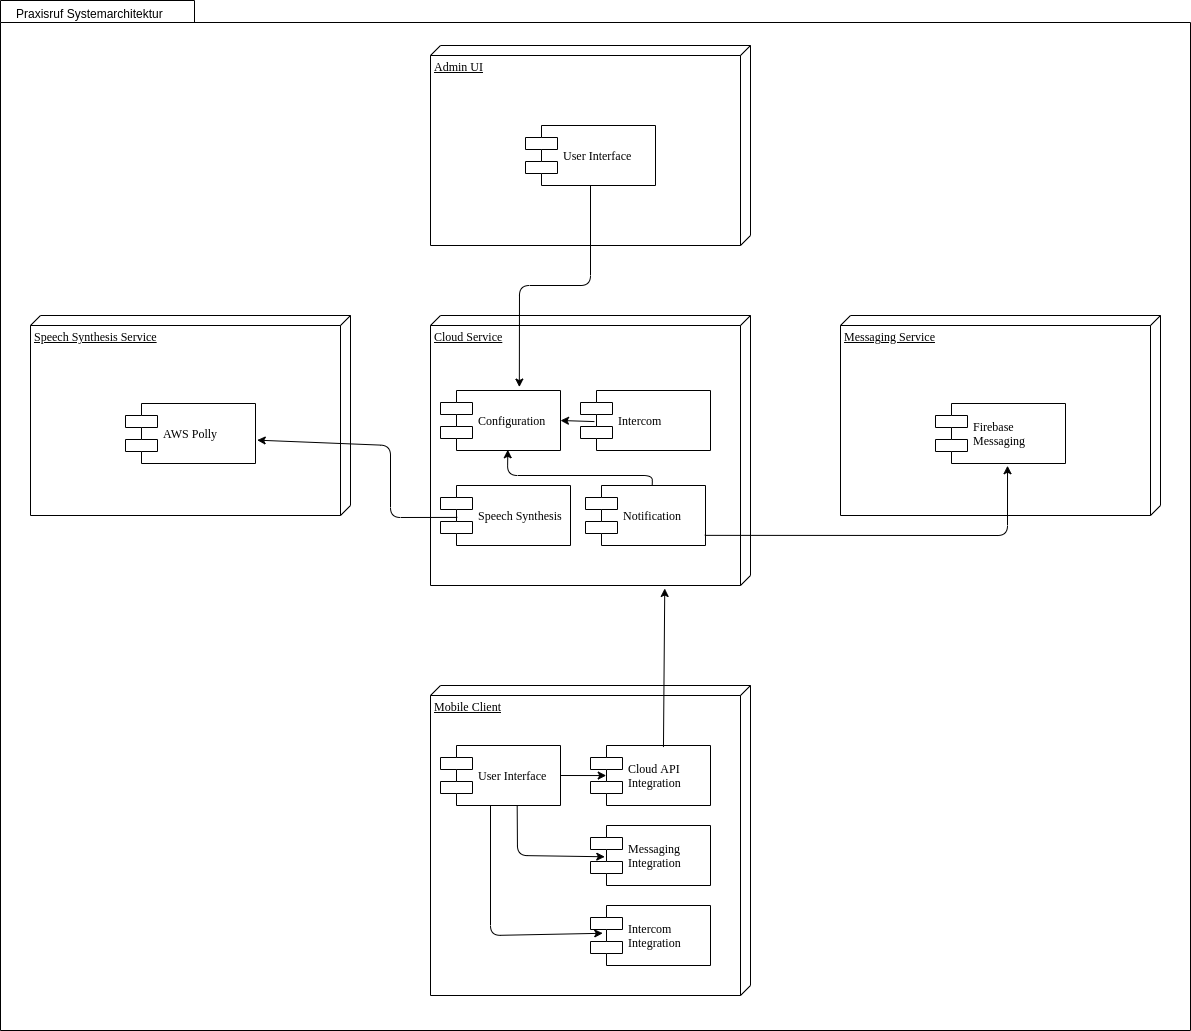 Praxisruf Systemarchitektur
Admin UI
User Interface
Speech Synthesis Service
AWS Polly
Cloud Service
Configuration
Intercom
Speech Synthesis
Notification
Messaging Service
Firebase
Messaging
Mobile Client
User Interface
Cloud API
Integration
Messaging
Integration
Intercom
Integration